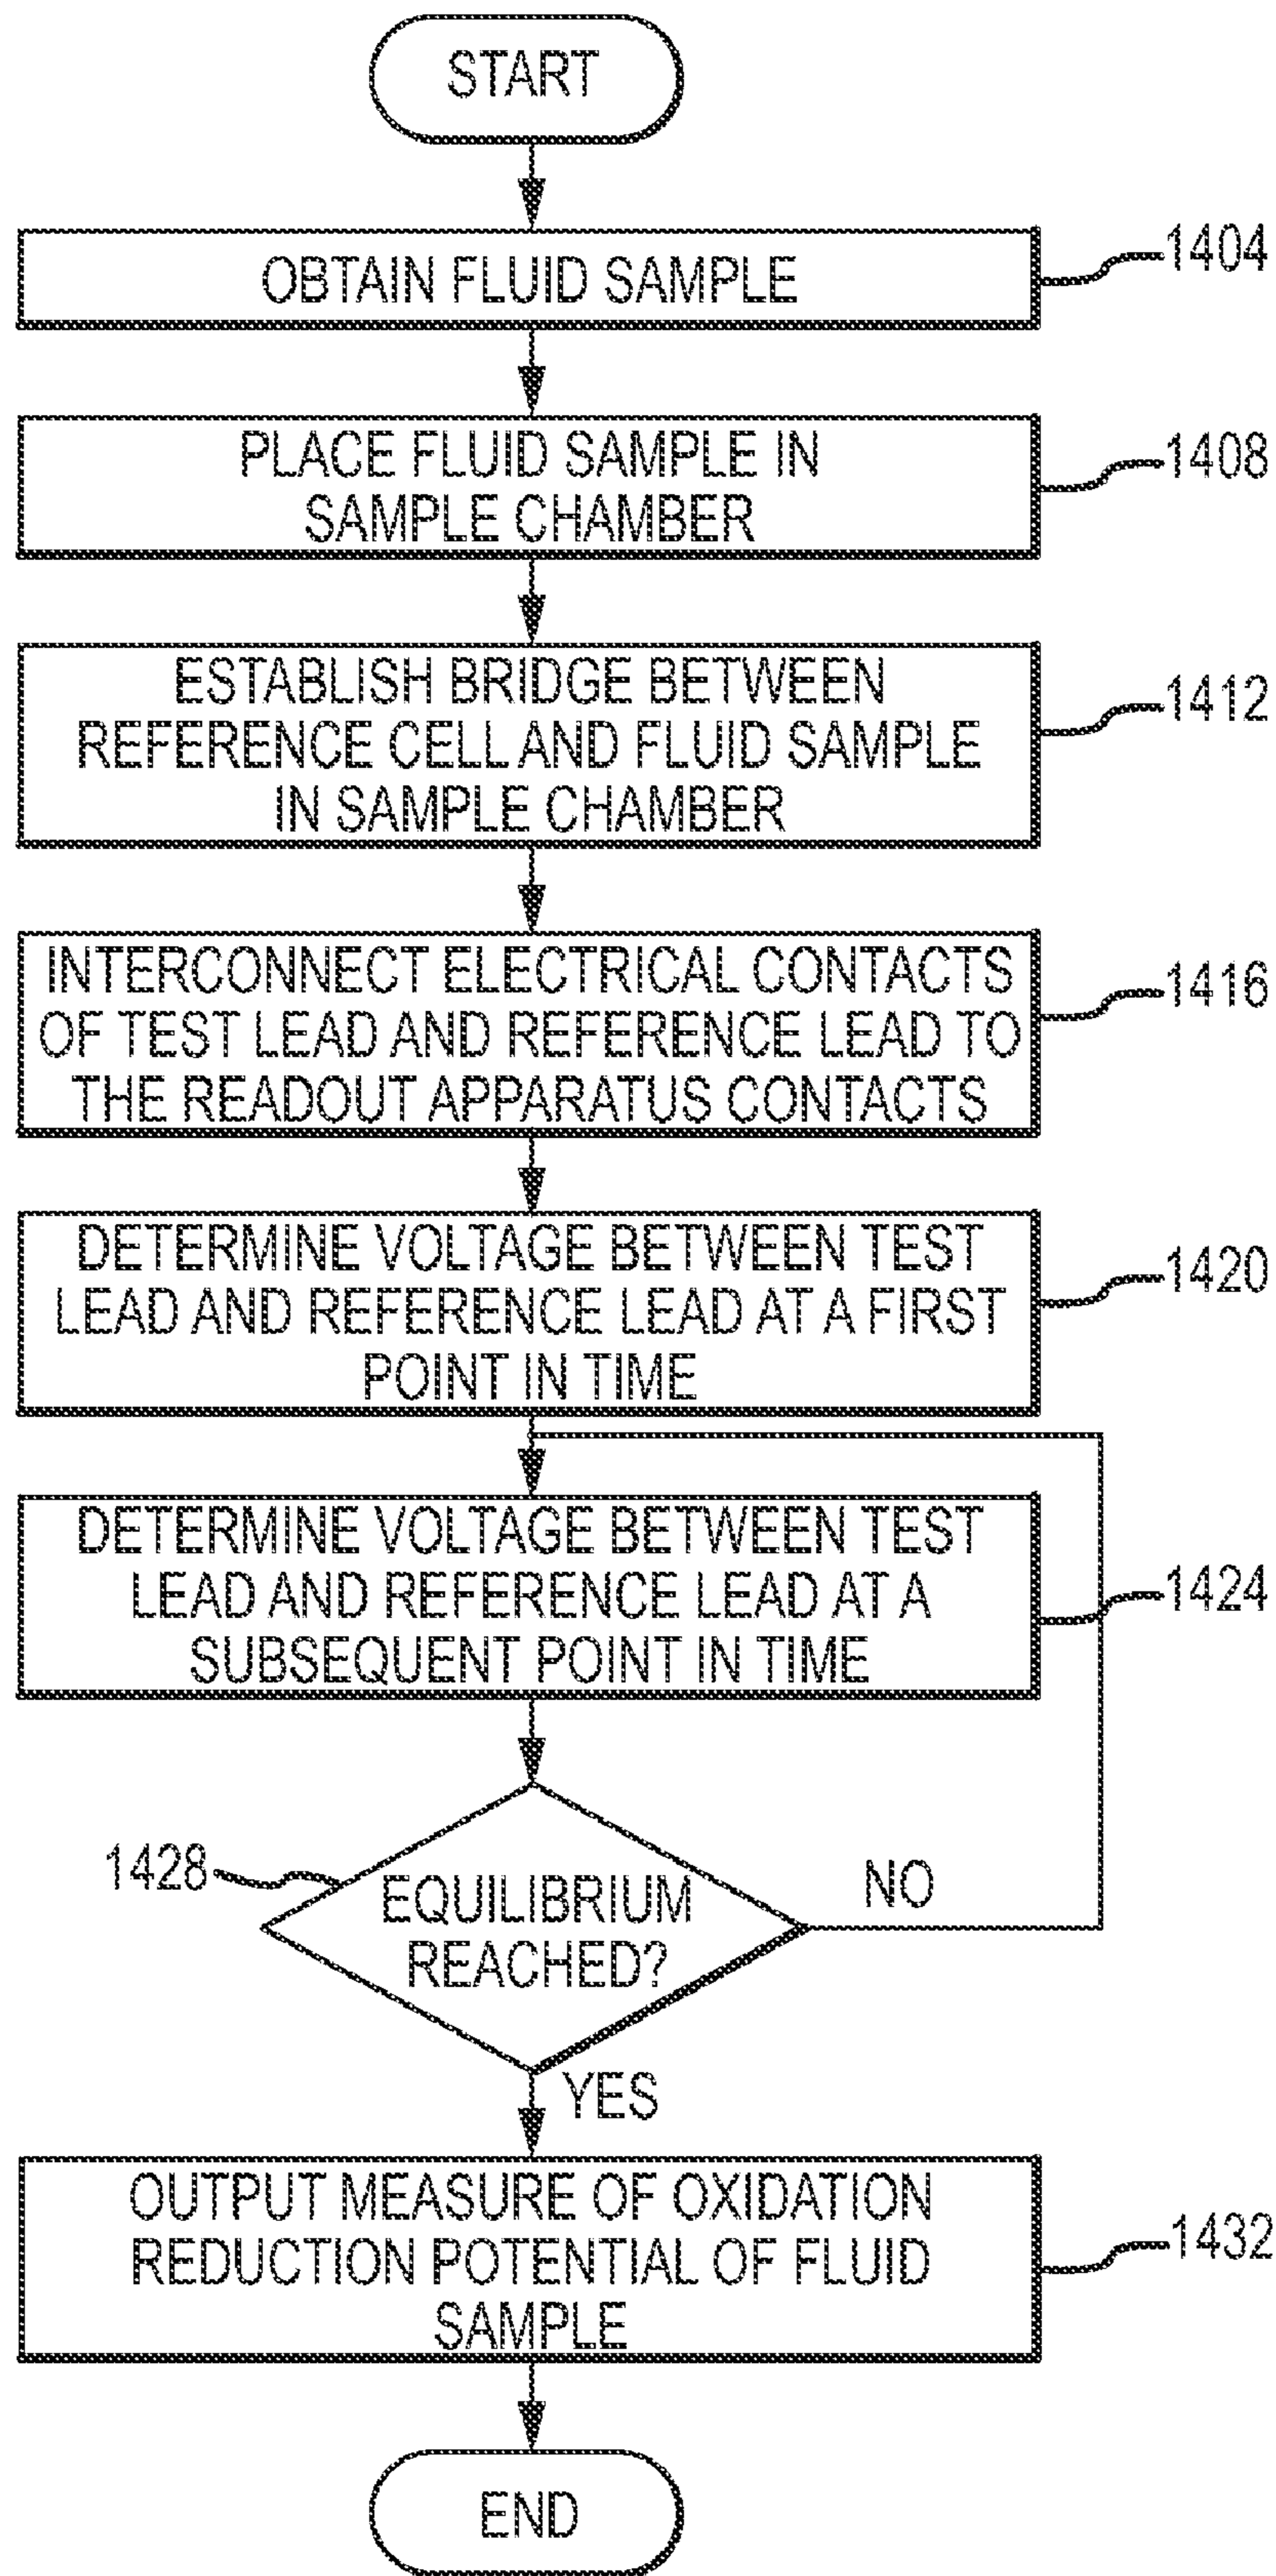 START
OBTAIN FLUID SAMPLE
1404
PLACE FLUID SAMPLE IN
SAMPLE CHAMBER
1408
ESTABLISH BRIDGE BETWEEN
REFERENCE CELL AND FLUID SAMPLE
IN SAMPLE CHAMBER
1412
INTERCONNECT ELECTRICAL CONTACTS
OF TEST LEAD AND REFERENCE LEAD TO
THE READOUT APPARATUS CONTACTS
1416
DETERMINE VOLTAGE BETWEEN TEST
LEAD AND REFERENCE LEAD AT A FIRST
POINT IN TIME
1420
DETERMINE VOLTAGE BETWEEN TEST
LEAD AND REFERENCE LEAD AT A
SUBSEQUENT POINT IN TIME
1424
1428
EQUILIBRIUM
REACHED?
NO
YES
OUTPUT MEASURE OF OXIDATION
REDUCTION POTENTIAL OF FLUID
SAMPLE
1432
END